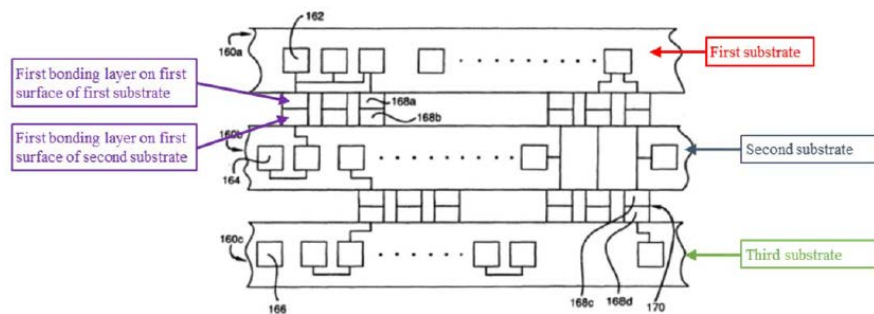 162
160a
First substrate
First bonding layer on first
surface of first substrate
168a
168b
First bonding layer on first
surface of second substrate
160b
164
Second substrate
160c
Third substrate
166
168c
168d
170